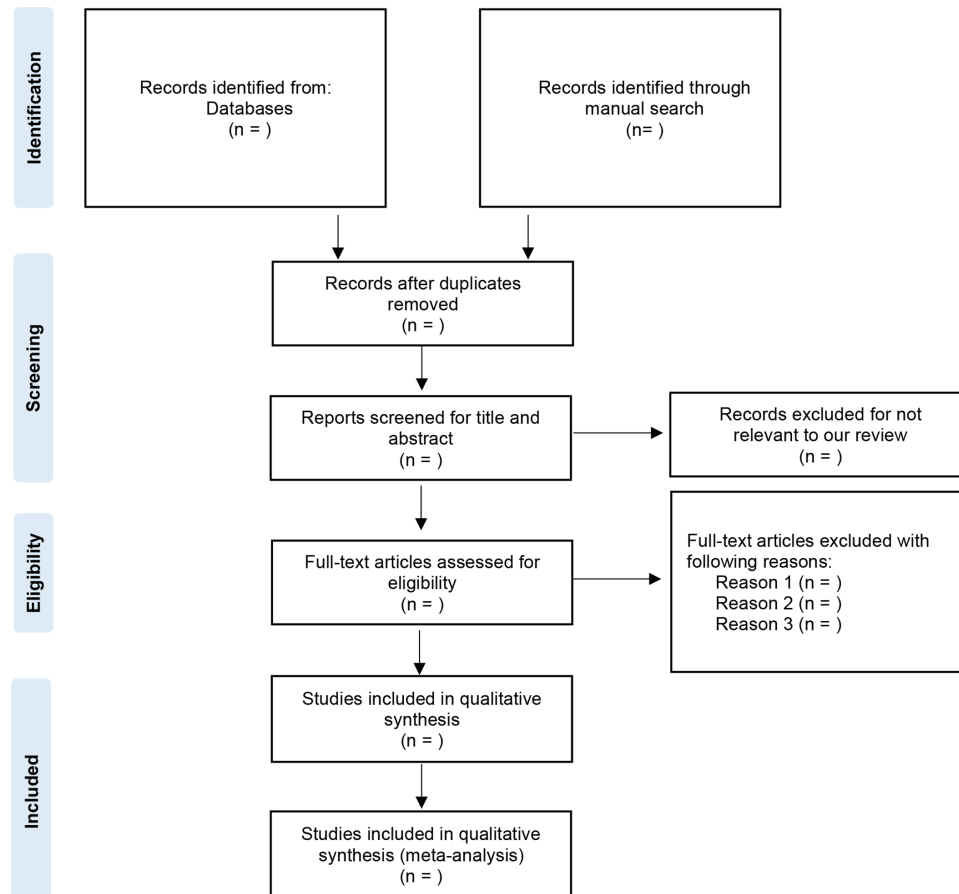 Identification
Records identified from:
Databases
(n = )
Records identified through
manual search
(n= )
Screening
Records after duplicates
removed
(n = )
Reports screened for title and
abstract
(n = )
Records excluded for not
relevant to our review
(n = )
Eligibility
Full-text articles assessed for
eligibility
(n = )
Full-text articles excluded with
following reasons:
Reason 1 (n = )
Reason 2 (n = )
Reason 3 (n = )
Included
Studies included in qualitative
synthesis
(n = )
Studies included in qualitative
synthesis (meta-analysis)
(n = )